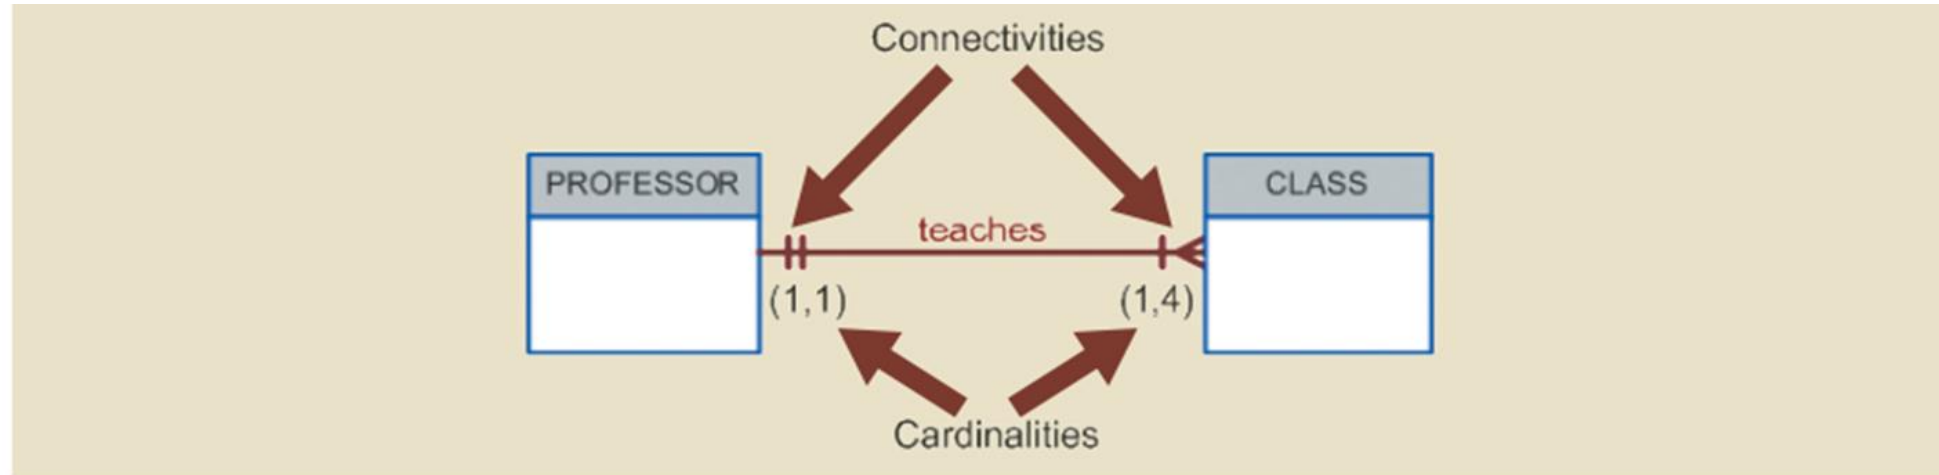 Connectivities
PROFESSOR
CLASS
teaches
(1,1)
(1,4)
Cardinalities